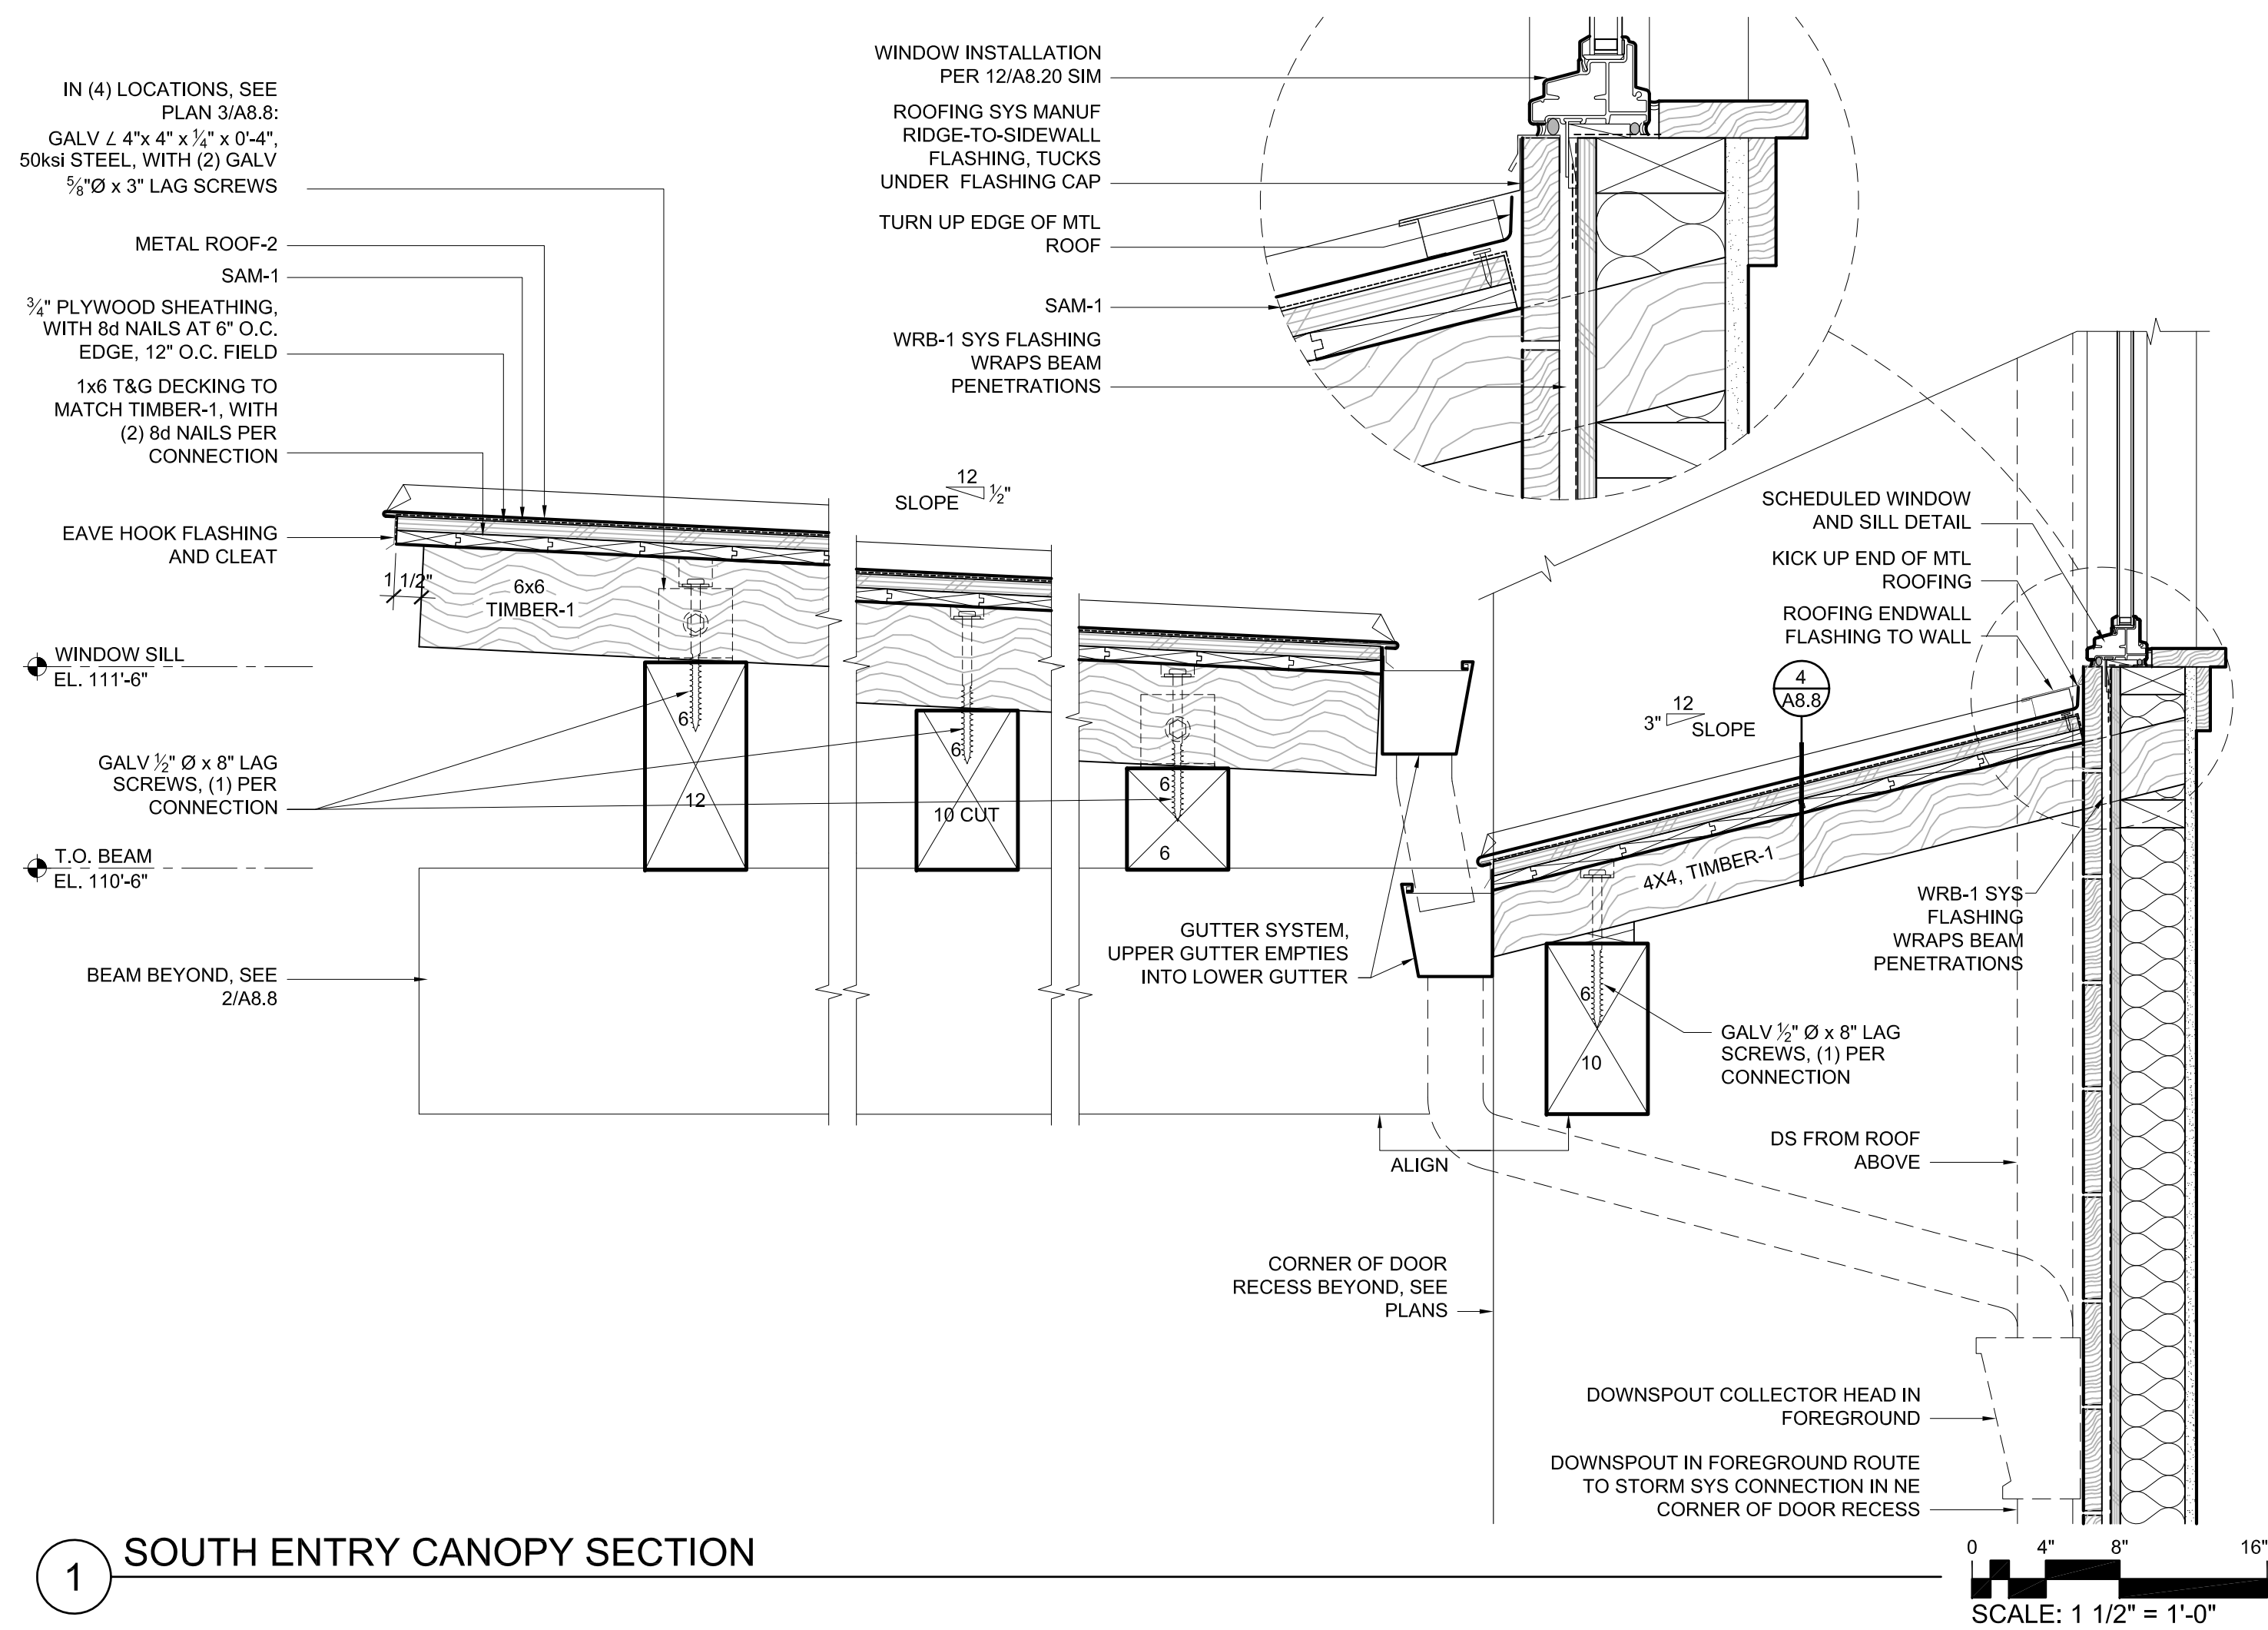 IN (4) LOCATIONS, SEE
PLAN 3/A8.8:
GALV ∠ 4"x 4" x ¼" x 0'-4",
50ksi STEEL, WITH (2) GALV
⅝"Ø x 3" LAG SCREWS
METAL ROOF-2
SAM-1
¾" PLYWOOD SHEATHING,
WITH 8d NAILS AT 6" O.C.
EDGE, 12" O.C. FIELD
1x6 T&G DECKING TO
MATCH TIMBER-1, WITH
(2) 8d NAILS PER
CONNECTION
EAVE HOOK FLASHING
AND CLEAT
1 1/2"
6x6
TIMBER-1
WINDOW SILL
EL. 111'-6"
GALV ½" Ø x 8" LAG
SCREWS, (1) PER
CONNECTION
T.O. BEAM
EL. 110'-6"
BEAM BEYOND, SEE
2/A8.8
6
12
6
10 CUT
6
6
12
SLOPE ½"
WINDOW INSTALLATION
PER 12/A8.20 SIM
ROOFING SYS MANUF
RIDGE-TO-SIDEWALL
FLASHING, TUCKS
UNDER FLASHING CAP
TURN UP EDGE OF MTL
ROOF
SAM-1
WRB-1 SYS FLASHING
WRAPS BEAM
PENETRATIONS
SCHEDULED WINDOW
AND SILL DETAIL
KICK UP END OF MTL
ROOFING
ROOFING ENDWALL
FLASHING TO WALL
4
A8.8
12
3" SLOPE
4X4, TIMBER-1
GUTTER SYSTEM,
UPPER GUTTER EMPTIES
INTO LOWER GUTTER
WRB-1 SYS
FLASHING
WRAPS BEAM
PENETRATIONS
6
10
GALV ½" Ø x 8" LAG
SCREWS, (1) PER
CONNECTION
ALIGN
DS FROM ROOF
ABOVE
CORNER OF DOOR
RECESS BEYOND, SEE
PLANS
DOWNSPOUT COLLECTOR HEAD IN
FOREGROUND
DOWNSPOUT IN FOREGROUND ROUTE
TO STORM SYS CONNECTION IN NE
CORNER OF DOOR RECESS
1
SOUTH ENTRY CANOPY SECTION
0 4" 8" 16"
SCALE: 1 1/2" = 1'-0"